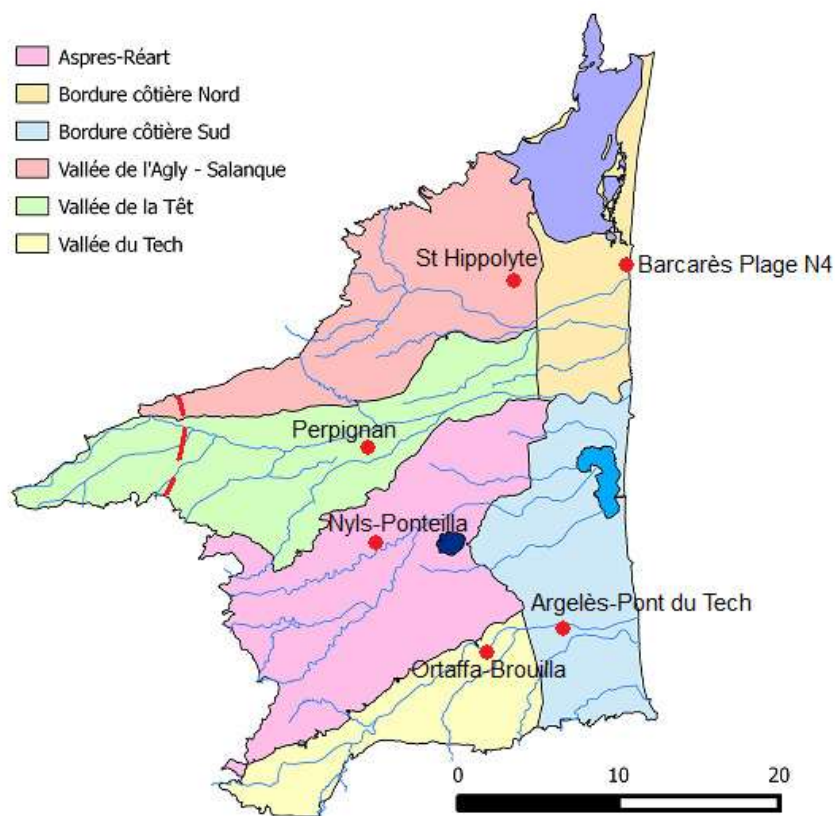 Aspres-Réart
Bordure côtière Nord
Bordure côtière Sud
Vallée de l'Agly - Salanque
Vallée de la Têt
Vallée du Tech
St Hippolyte
Barcarès Plage N4
Perpignan
Nyls-Ponteilla
Argelès-Pont du Tech
Ortaffa-Brouilla
0 10 20